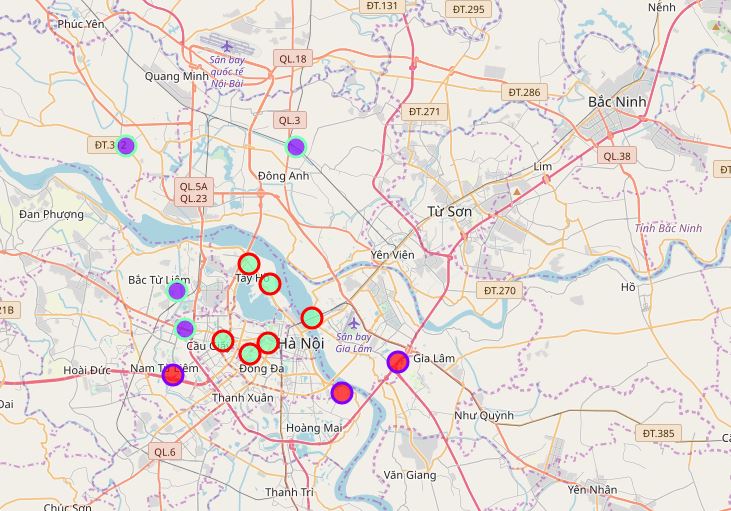 ĐT.131
ĐT.295
Nềnh
Phúc Yên
QL.18
Sân bay
quốc tế
Nội Bài
Quang Minh
ĐT.286
Bắc Ninh
ĐT.271
QL.3
ĐT.3 2
QL.38
Lim
Đông Anh
QL.5A
QL.23
Đan Phượng
Từ Sơn
Tỉnh Bắc Ninh
Yên Viên
Tây Hồ
Bắc Từ Liêm
Hồ
ĐT.270
21B
Sân bay
Gia Lâm
Cầu Giấy
Hà Nội
Gia Lâm
Hoài Đức
Nam Từ Liêm
Đống Đa
Thanh Xuân
Như Quỳnh
Hoàng Mai
ĐT.385
QL.6
Văn Giang
Thanh Trì
Yên Nhân
Chúc Sơn